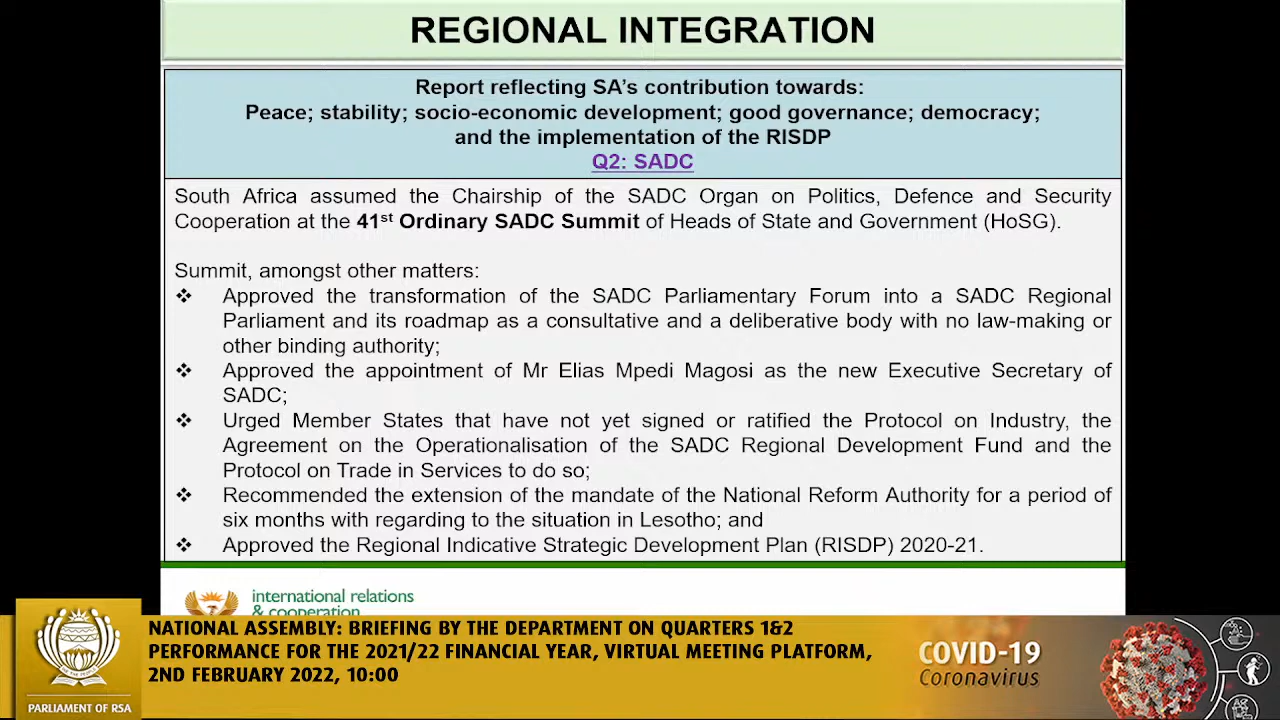 REGIONAL INTEGRATION
Report reflecting SA's contribution towards:
Peace; stability; socio-economic development; good governance; democracy;
and the implementation of the RISDP
Q2: SADC
South Africa assumed the Chairship of the SADC Organ on Politics, Defence and Security
Cooperation at the 41st Ordinary SADC Summit of Heads of State and Government (HoSG).
Summit, amongst other matters:
❖ Approved the transformation of the SADC Parliamentary Forum into a SADC Regional
Parliament and its roadmap as a consultative and a deliberative body with no law-making or
other binding authority;
❖ Approved the appointment of Mr Elias Mpedi Magosi as the new Executive Secretary of
SADC;
❖ Urged Member States that have not yet signed or ratified the Protocol on Industry, the
Agreement on the Operationalisation of the SADC Regional Development Fund and the
Protocol on Trade in Services to do so;
❖ Recommended the extension of the mandate of the National Reform Authority for a period of
six months with regarding to the situation in Lesotho; and
❖ Approved the Regional Indicative Strategic Development Plan (RISDP) 2020-21.
international relations
& cooperation
NATIONAL ASSEMBLY: BRIEFING BY THE DEPARTMENT ON QUARTERS 1&2
PERFORMANCE FOR THE 2021/22 FINANCIAL YEAR, VIRTUAL MEETING PLATFORM,
2ND FEBRUARY 2022, 10:00
PARLIAMENT OF RSA
COVID-19
Coronavirus